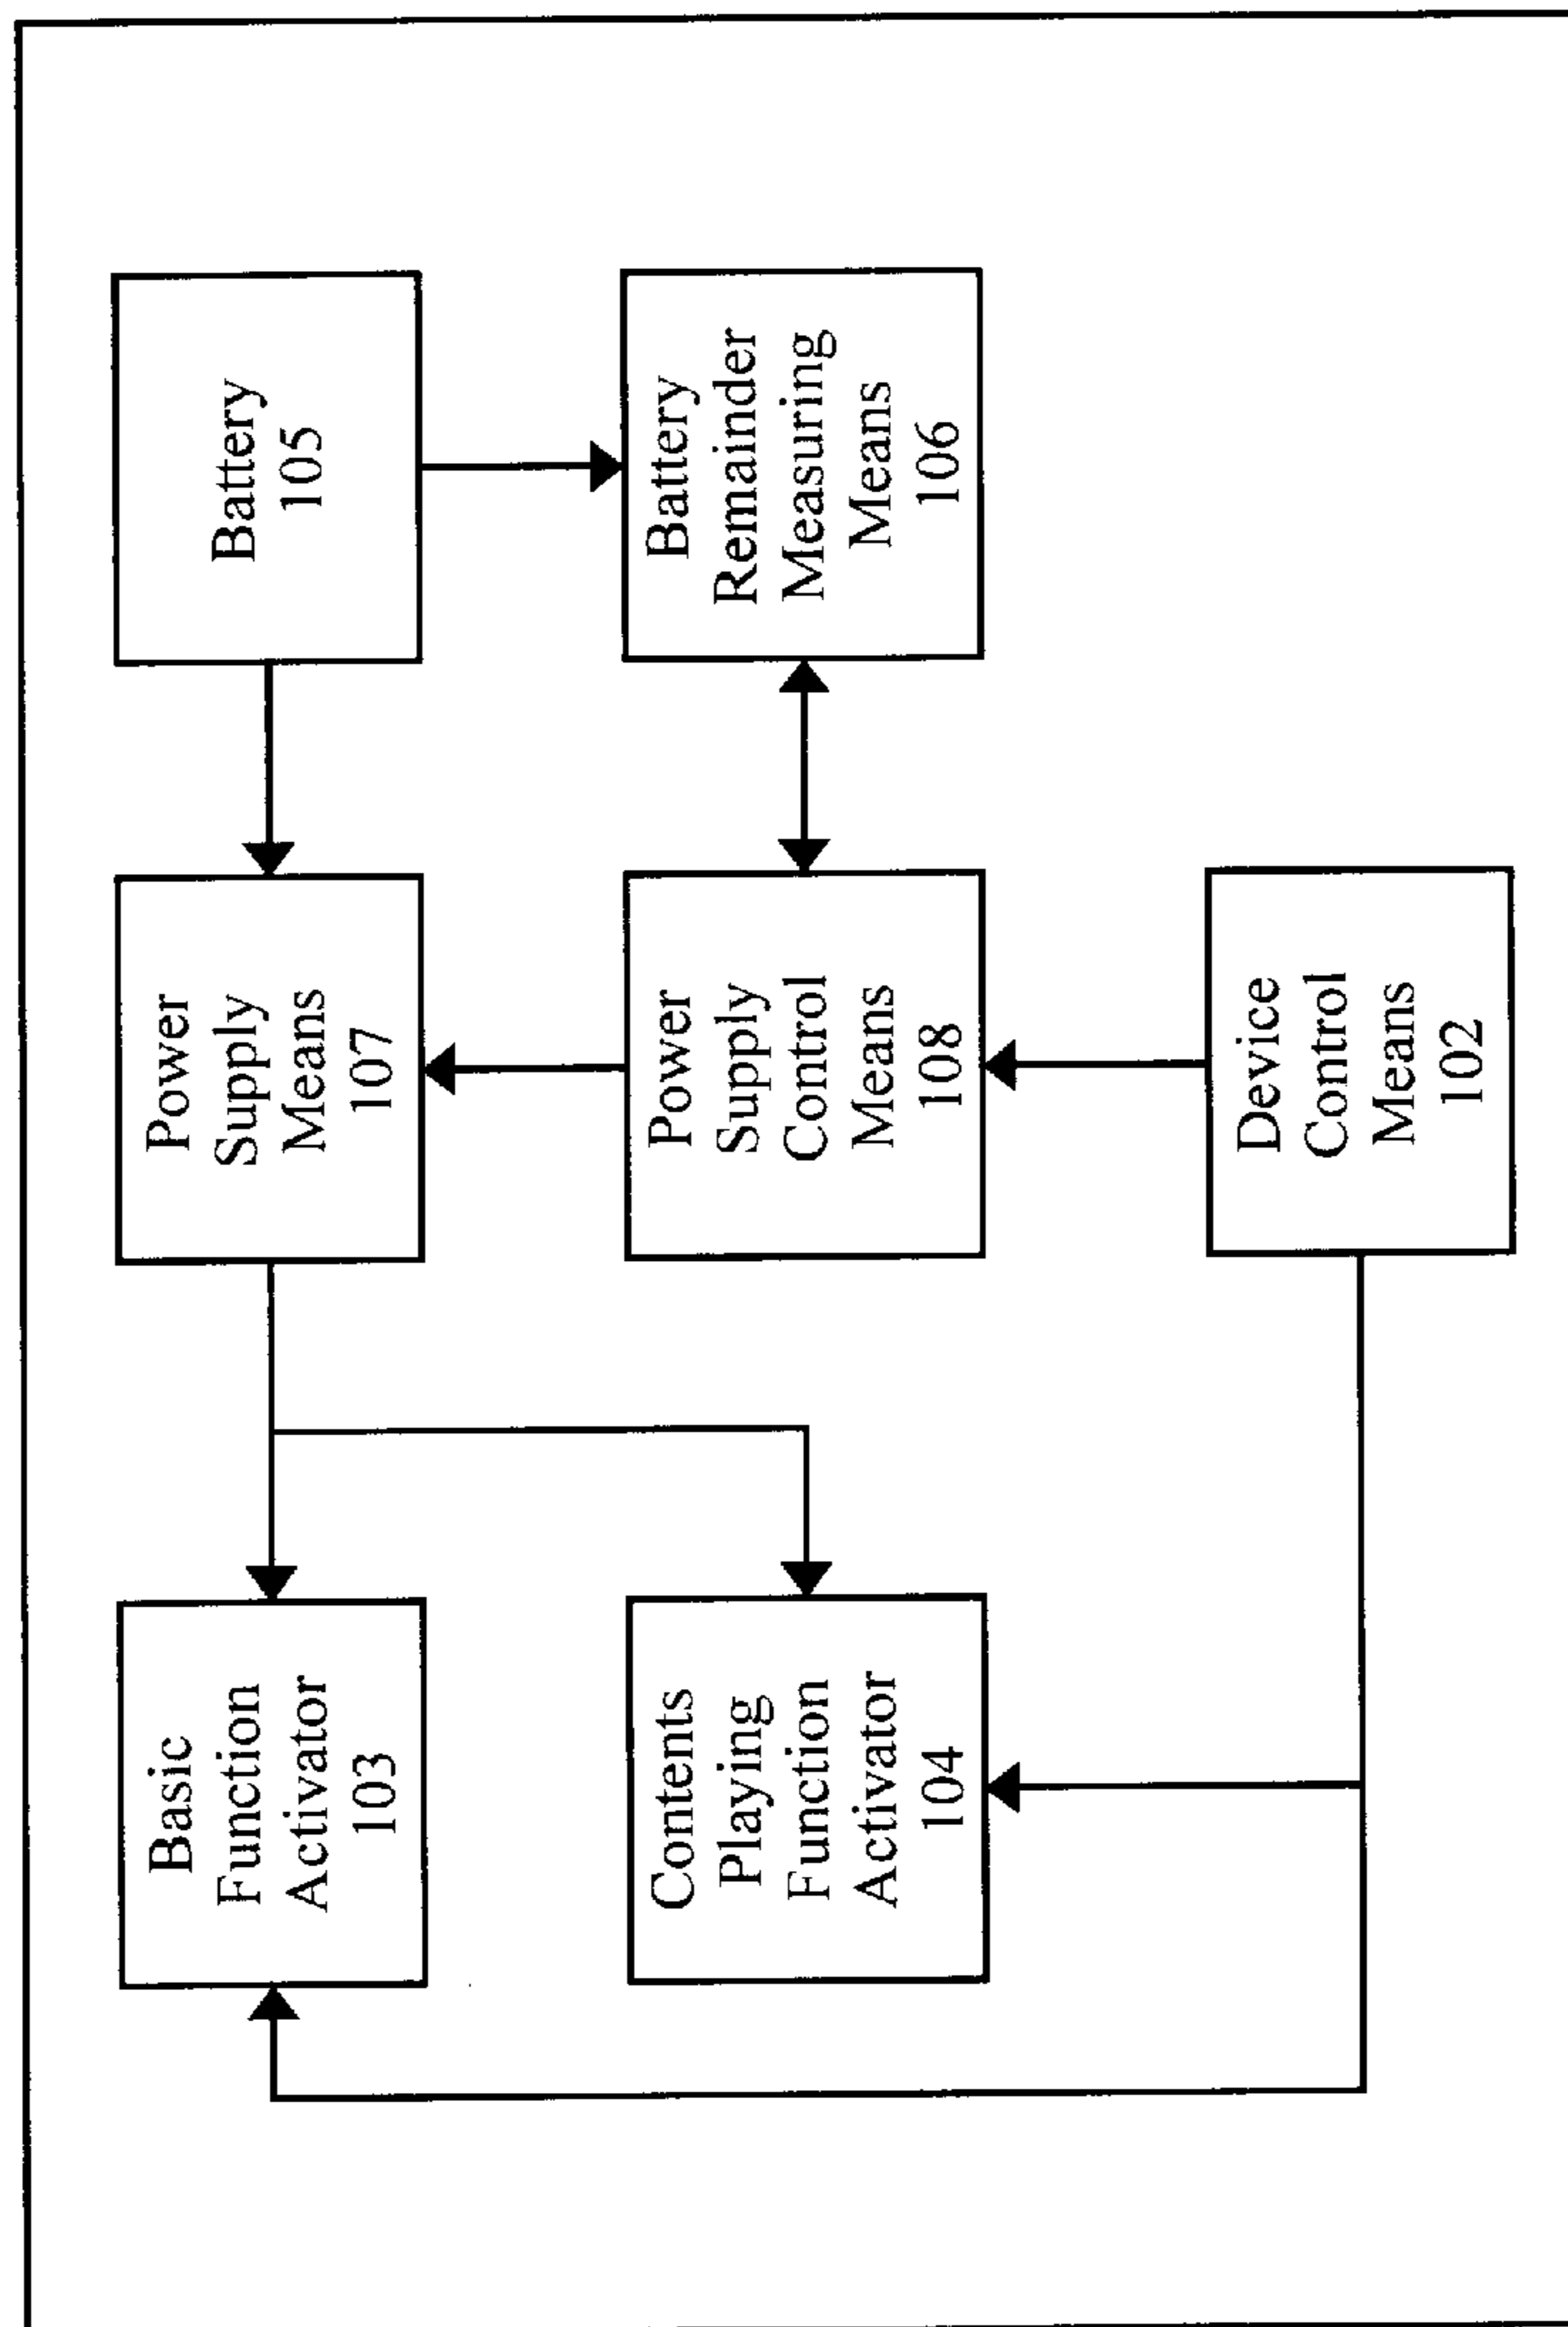 Basic
Function
Activator
103
Power
Supply
Means
107
Battery
105
Contents
Playing
Function
Activator
104
Power
Supply
Control
Means
108
Battery
Remainder
Measuring
Means
106
Device
Control
Means
102